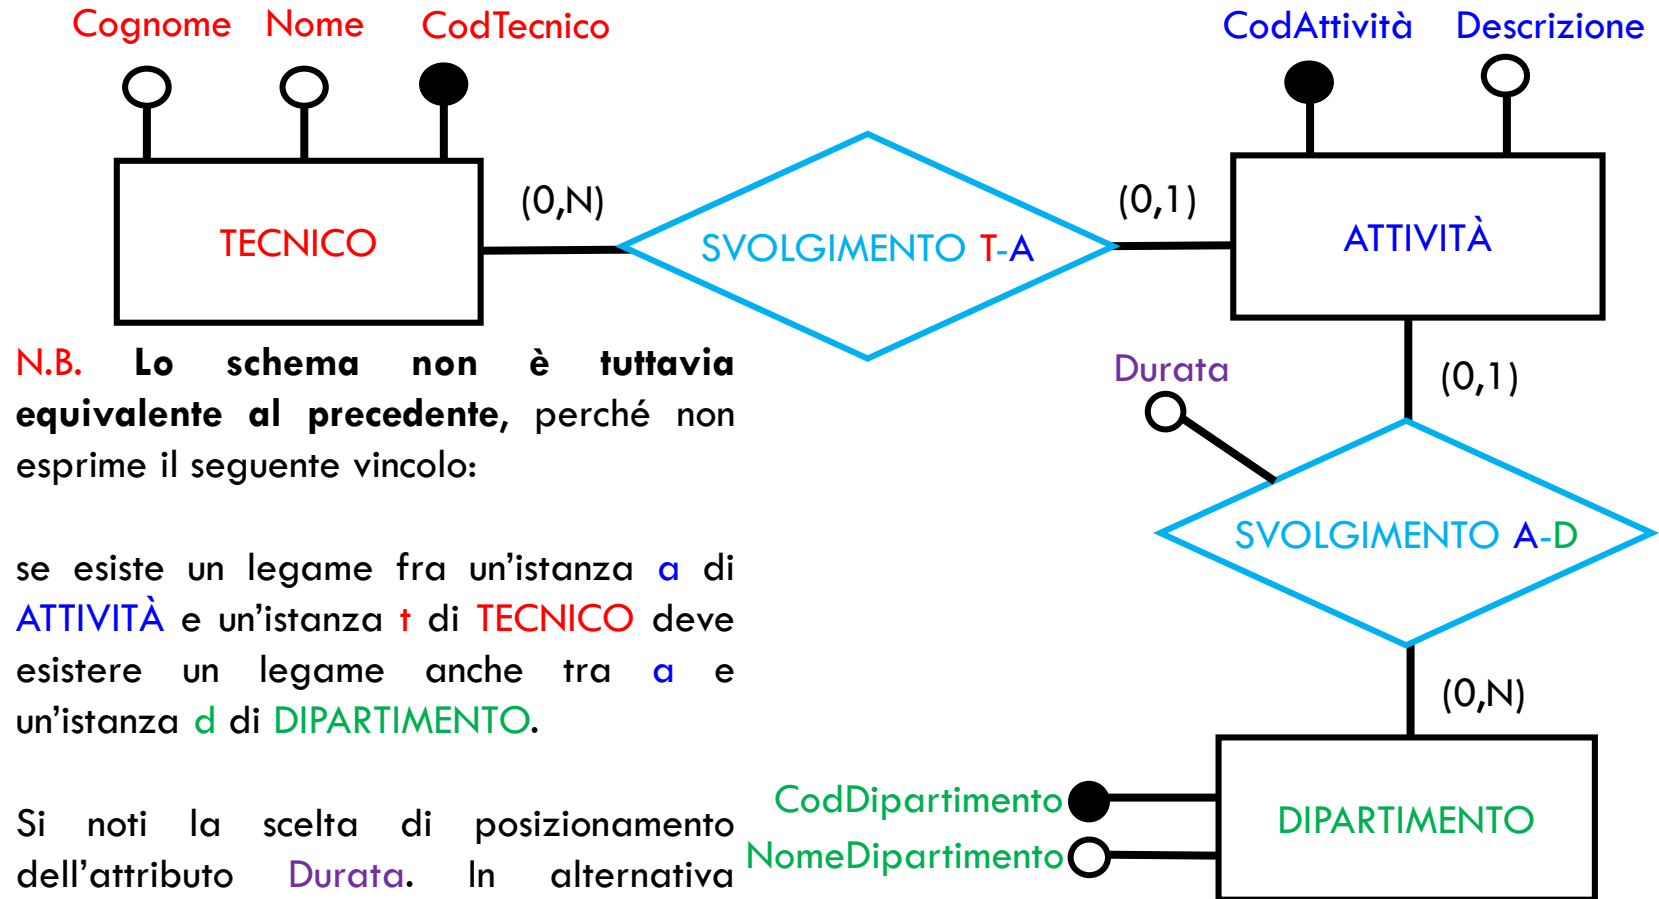 Cognome Nome CodTecnico
CodAttività Descrizione
(0,N)
(0,1)
TECNICO
SVOLGIMENTO T-A
ATTIVITÀ
N.B. Lo schema non è tuttavia
equivalente al precedente, perché non
esprime il seguente vincolo:
se esiste un legame fra un'istanza a di
ATTIVITÀ e un'istanza t di TECNICO deve
esistere un legame anche tra a e
un'istanza d di DIPARTIMENTO.
Si noti la scelta di posizionamento
dell'attributo Durata. In alternativa
Durata
(0,1)
SVOLGIMENTO A-D
(0,N)
CodDipartimento
NomeDipartimento
DIPARTIMENTO